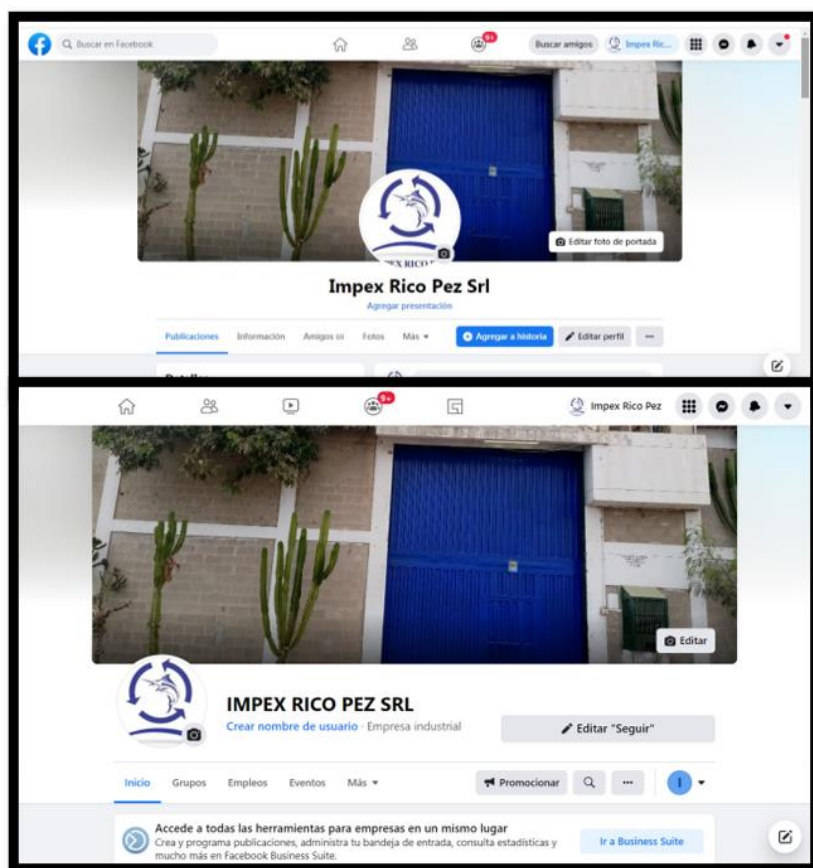 Buscar en Facebook
9+
Buscar amigos
Impex Ric...
Editar foto de portada
Impex Rico Pez Srl
Agregar presentación
Publicaciones Información Amigos Fotos Más
Agregar a historia Editar perfil
9+
Impex Rico Pez
Editar
IMPEX RICO PEZ SRL
Crear nombre de usuario · Empresa industrial
Editar "Seguir"
Inicio Grupos Empleos Eventos Más
Promocionar
I
Accede a todas las herramientas para empresas en un mismo lugar
Crea y programa publicaciones, administra tu bandeja de entrada, consulta estadísticas y
mucho más en Facebook Business Suite.
Ir a Business Suite